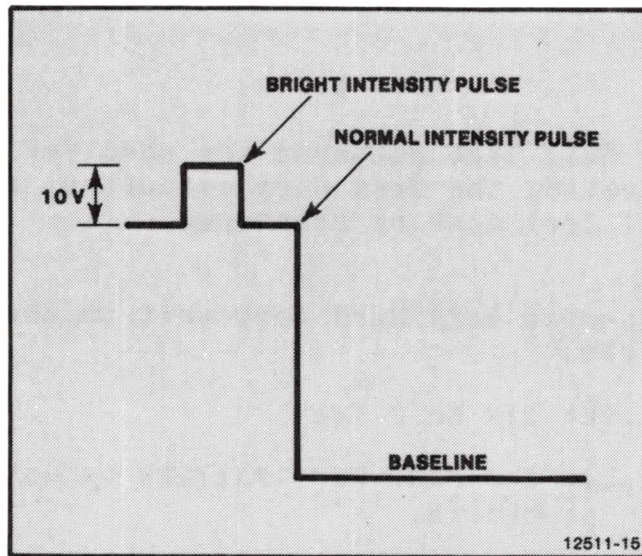 BRIGHT INTENSITY PULSE
NORMAL INTENSITY PULSE
10 V
BASELINE
12511-15